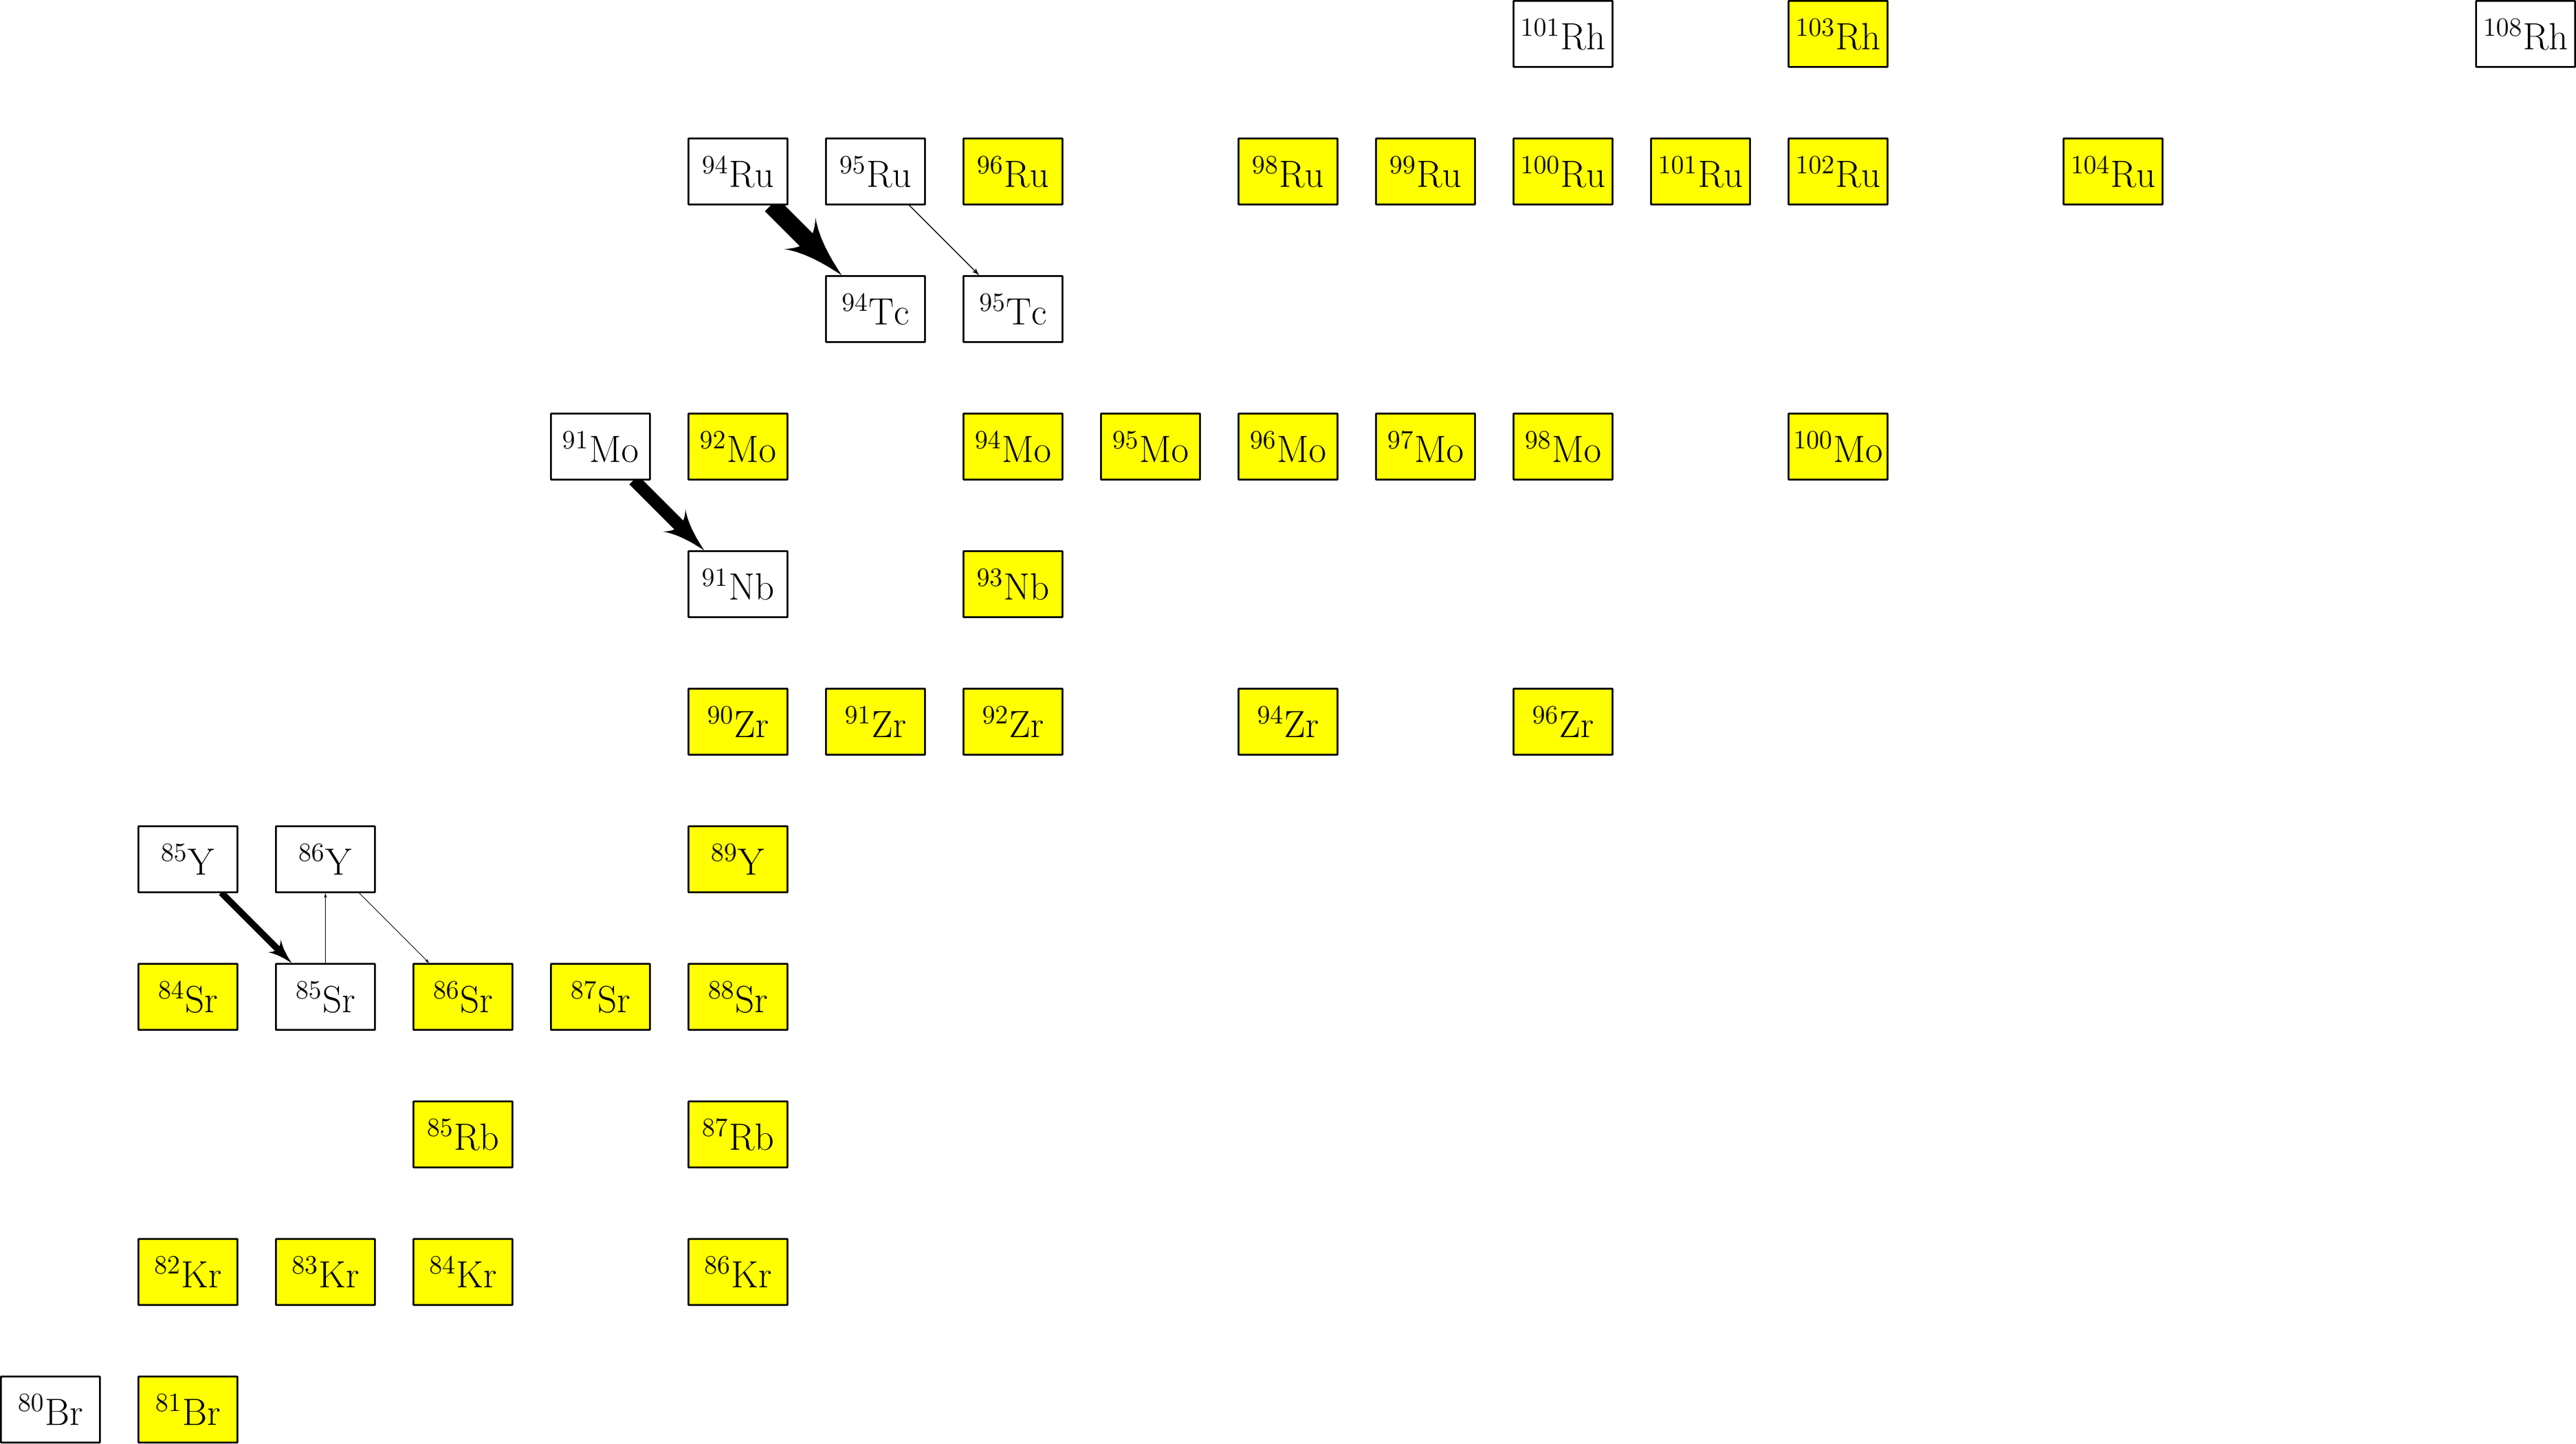 ¹⁰¹Rh ¹⁰³Rh ¹⁰⁸Rh
⁹⁴Ru ⁹⁵Ru ⁹⁶Ru ⁹⁸Ru ⁹⁹Ru ¹⁰⁰Ru ¹⁰¹Ru ¹⁰²Ru ¹⁰⁴Ru
⁹⁴Tc ⁹⁵Tc
⁹¹Mo ⁹²Mo ⁹⁴Mo ⁹⁵Mo ⁹⁶Mo ⁹⁷Mo ⁹⁸Mo ¹⁰⁰Mo
⁹¹Nb ⁹³Nb
⁹⁰Zr ⁹¹Zr ⁹²Zr ⁹⁴Zr ⁹⁶Zr
⁸⁵Y ⁸⁶Y ⁸⁹Y
⁸⁴Sr ⁸⁵Sr ⁸⁶Sr ⁸⁷Sr ⁸⁸Sr
⁸⁵Rb ⁸⁷Rb
⁸²Kr ⁸³Kr ⁸⁴Kr ⁸⁶Kr
⁸⁰Br ⁸¹Br